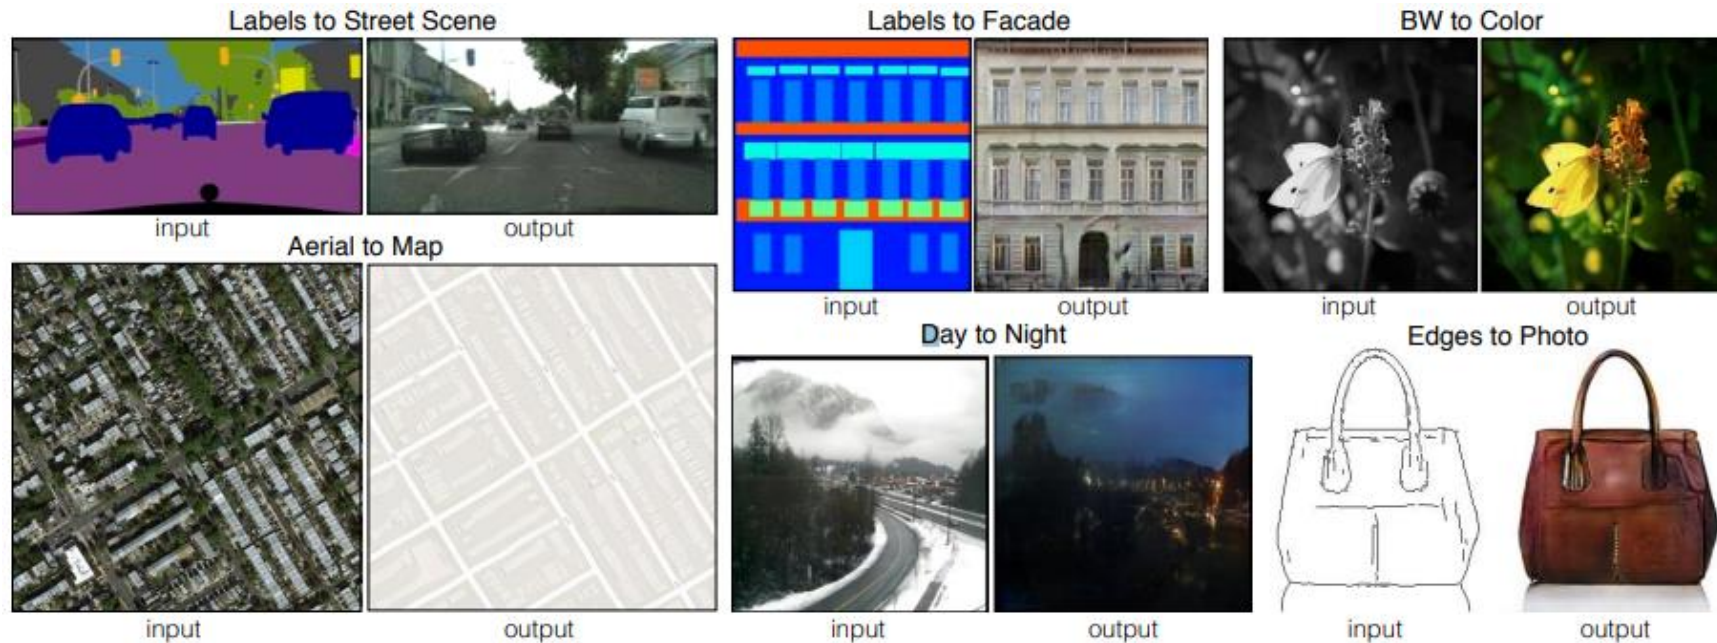 Labels to Street Scene
input
output
Aerial to Map
input
output
Labels to Facade
input
output
BW to Color
input
output
Day to Night
input
output
Edges to Photo
input
output